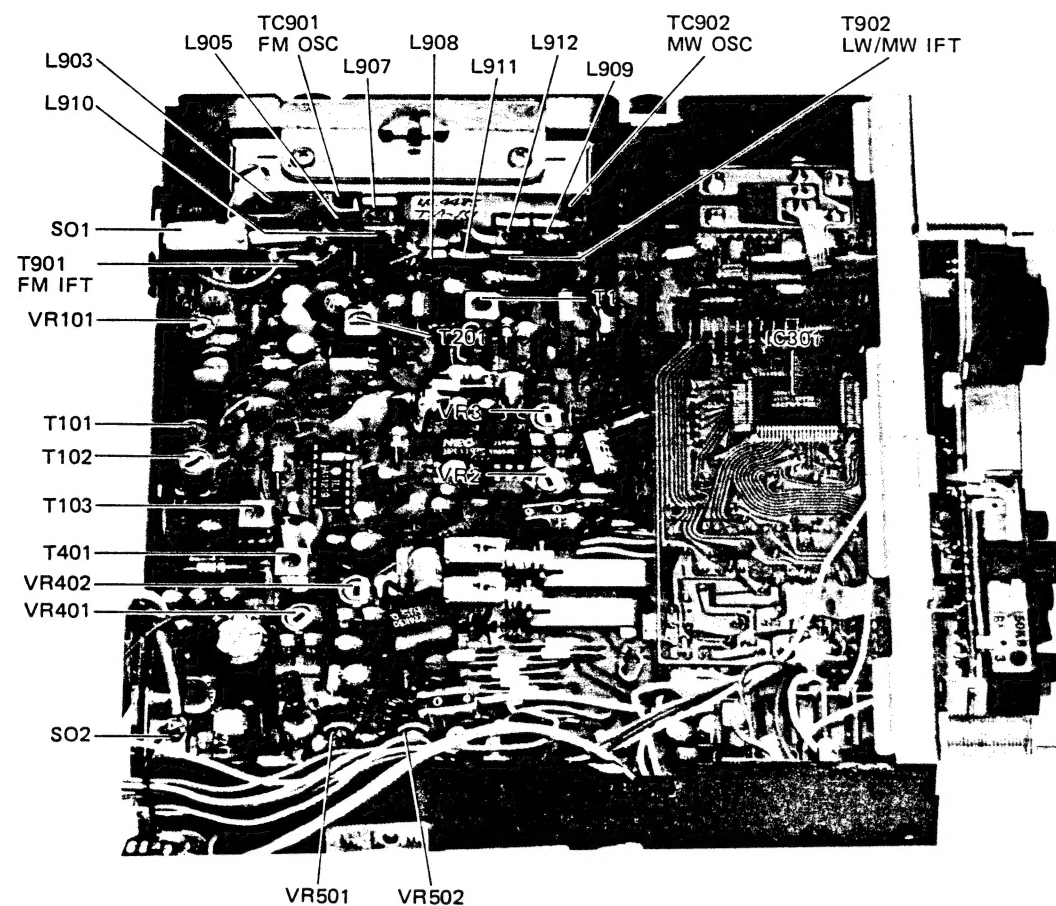 TC901
FM OSC
TC902
MW OSC
T902
LW/MW IFT
L905
L908
L912
L903
L907
L911
L909
L910
SO1
T901
FM IFT
T1
VR101
T201
IC301
VR3
T101
T102
NEC
VR2
T103
T401
VR402
VR401
SO2
VR501
VR502